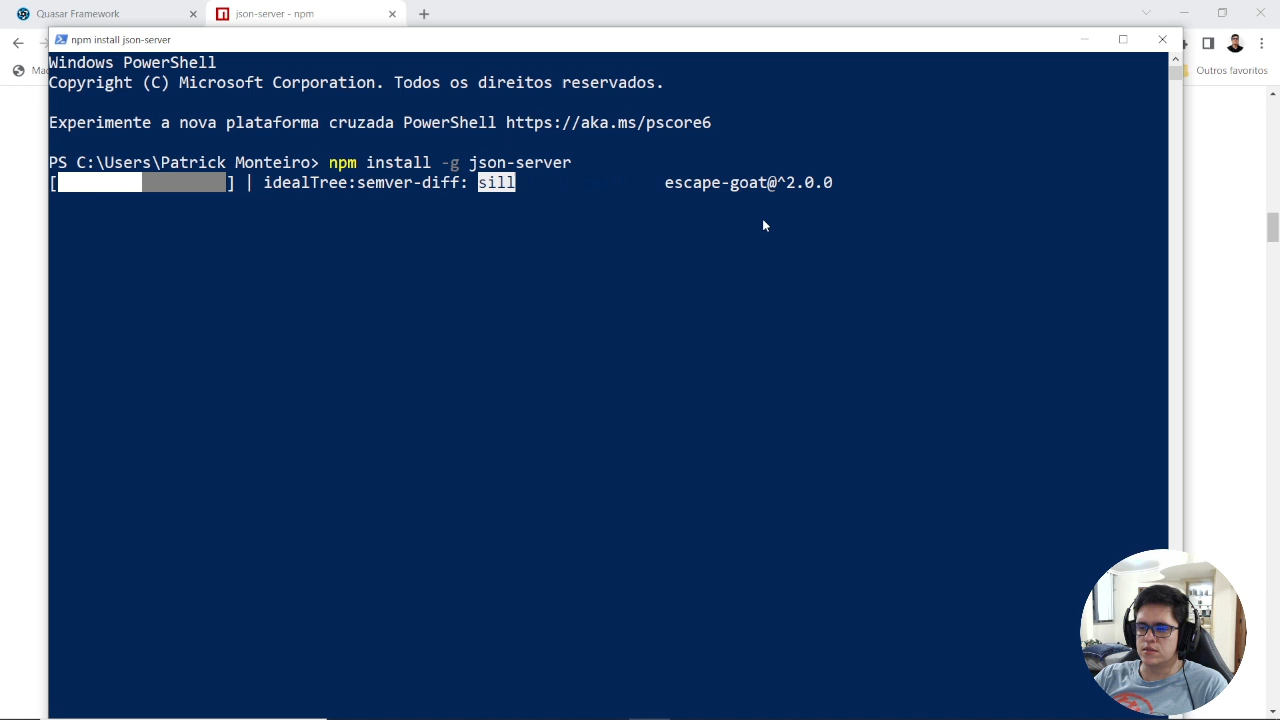 Quasar Framework
json-server - npm
npm install json-server
Outros favoritos
Windows PowerShell
Copyright (C) Microsoft Corporation. Todos os direitos reservados.
Experimente a nova plataforma cruzada PowerShell https://aka.ms/pscore6
PS C:\Users\Patrick Monteiro> npm install -g json-server
[ ] | idealTree:semver-diff: sill escape-goat@^2.0.0